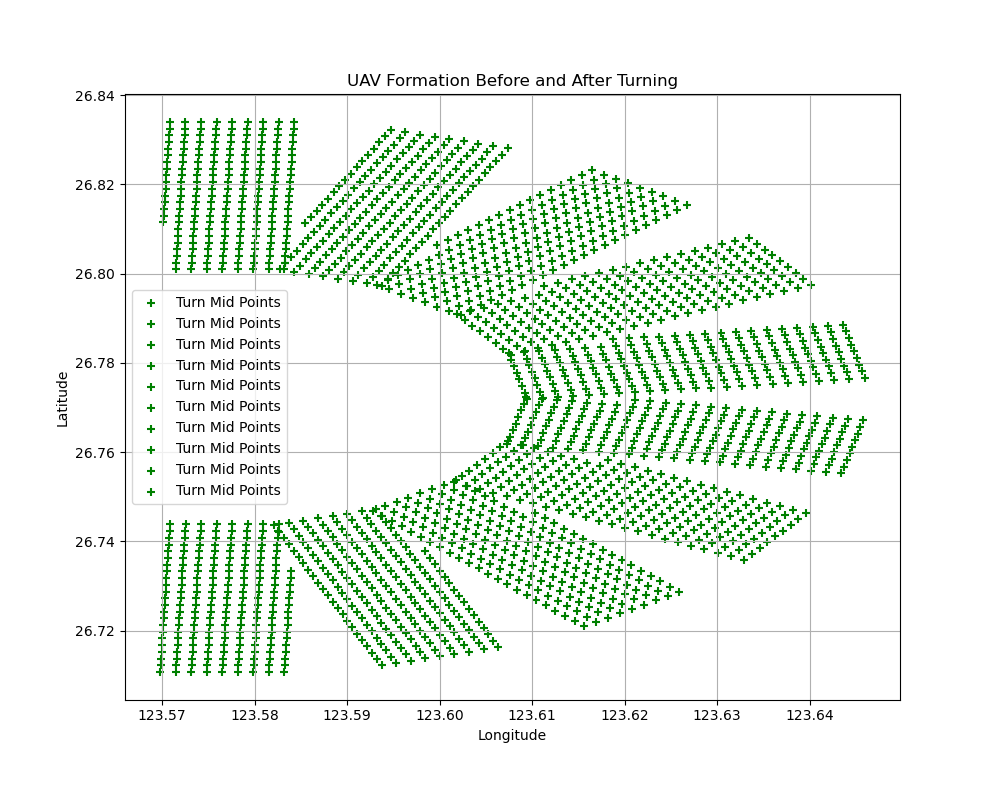 UAV Formation Before and After Turning
26.84
26.82
26.80
26.78
26.76
26.74
26.72
Latitude
Turn Mid Points
Turn Mid Points
Turn Mid Points
Turn Mid Points
Turn Mid Points
Turn Mid Points
Turn Mid Points
Turn Mid Points
Turn Mid Points
Turn Mid Points
123.57 123.58 123.59 123.60 123.61 123.62 123.63 123.64
Longitude